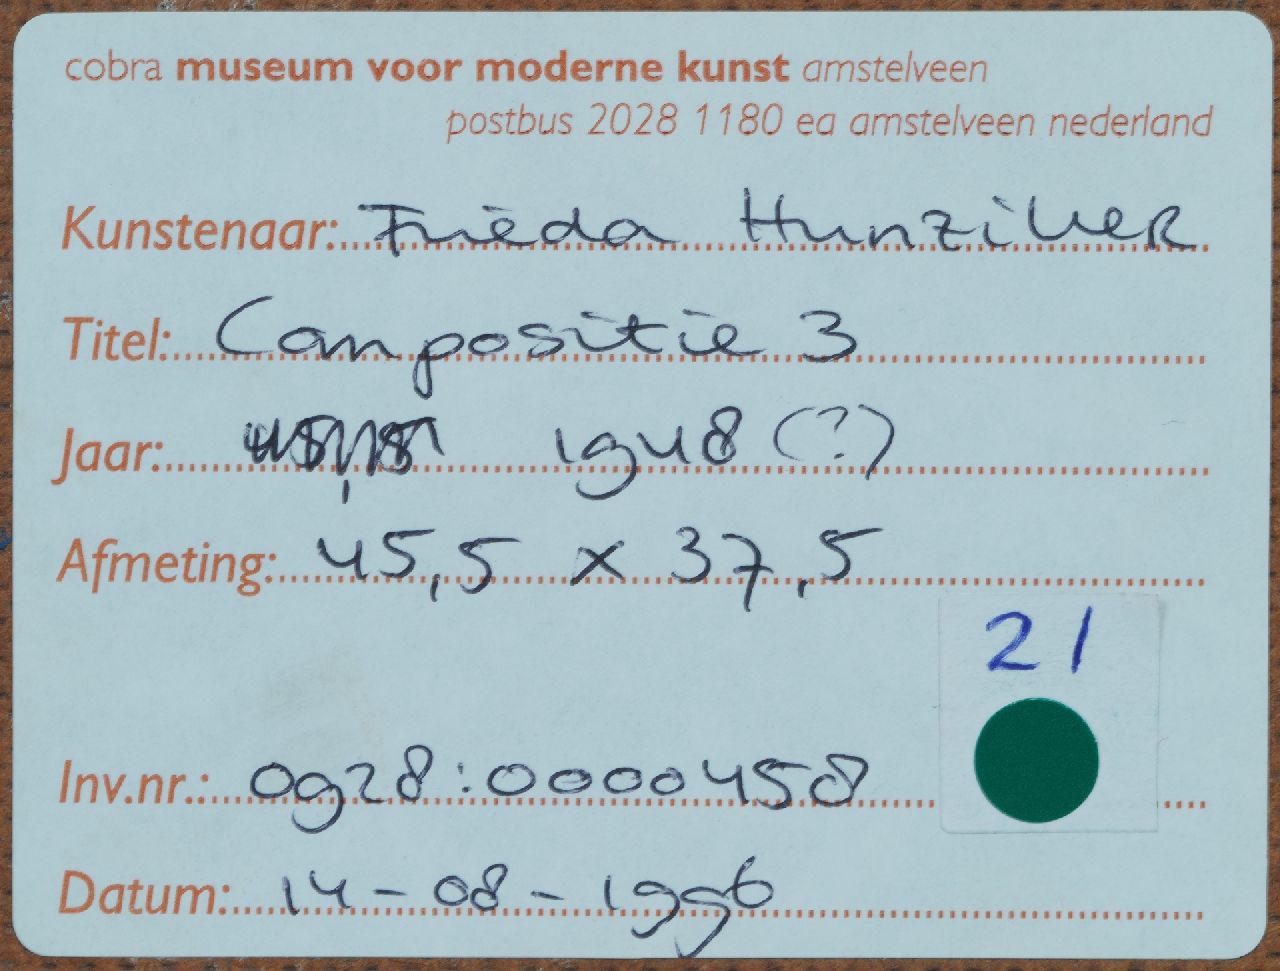 cobra museum voor moderne kunst amstelveen
postbus 2028 1180 ea amstelveen nederland
Kunstenaar: Frieda Hunziker
Titel: Compositie 3
Jaar: 1948 (?)
Afmeting: 45,5 x 37,5
21
Inv.nr.: 0928:0000458
Datum: 14-08-1996